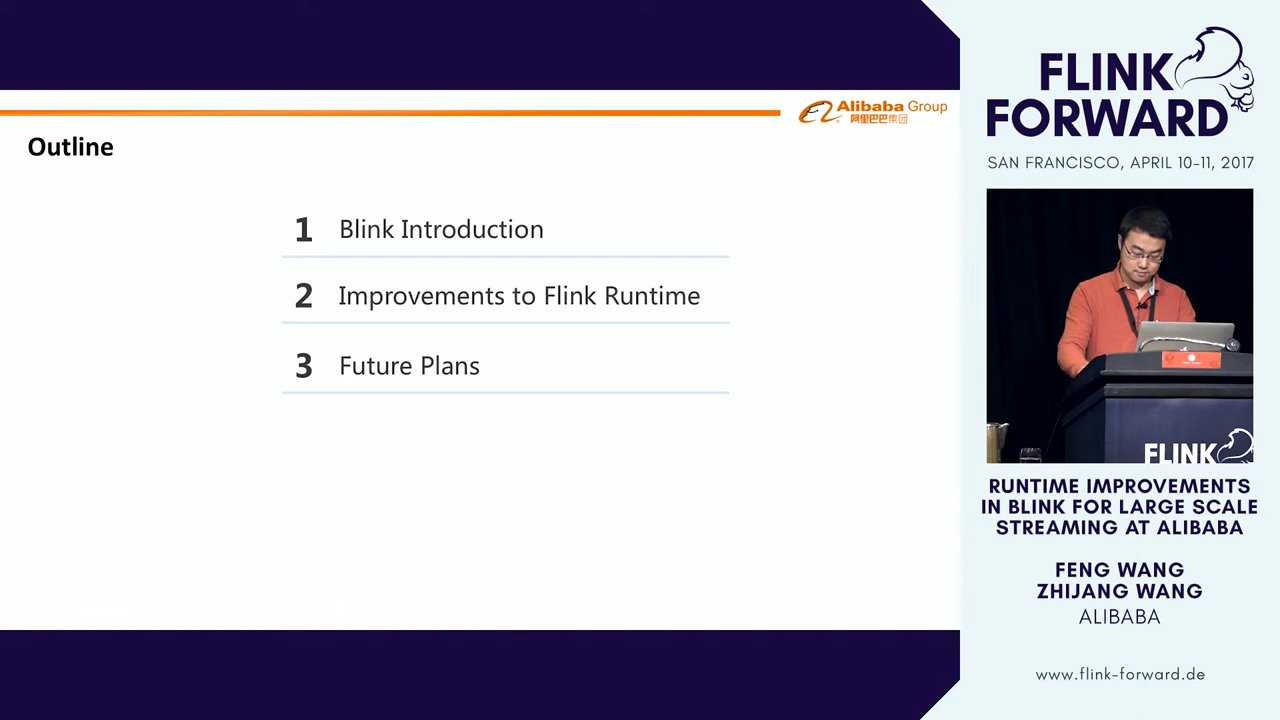 Alibaba Group
阿里巴巴集团
Outline
1 Blink Introduction
2 Improvements to Flink Runtime
3 Future Plans
FLINK
FORWARD
SAN FRANCISCO, APRIL 10-11, 2017
FLINK
RUNTIME IMPROVEMENTS
IN BLINK FOR LARGE SCALE
STREAMING AT ALIBABA
FENG WANG
ZHIJANG WANG
ALIBABA
www.flink-forward.de